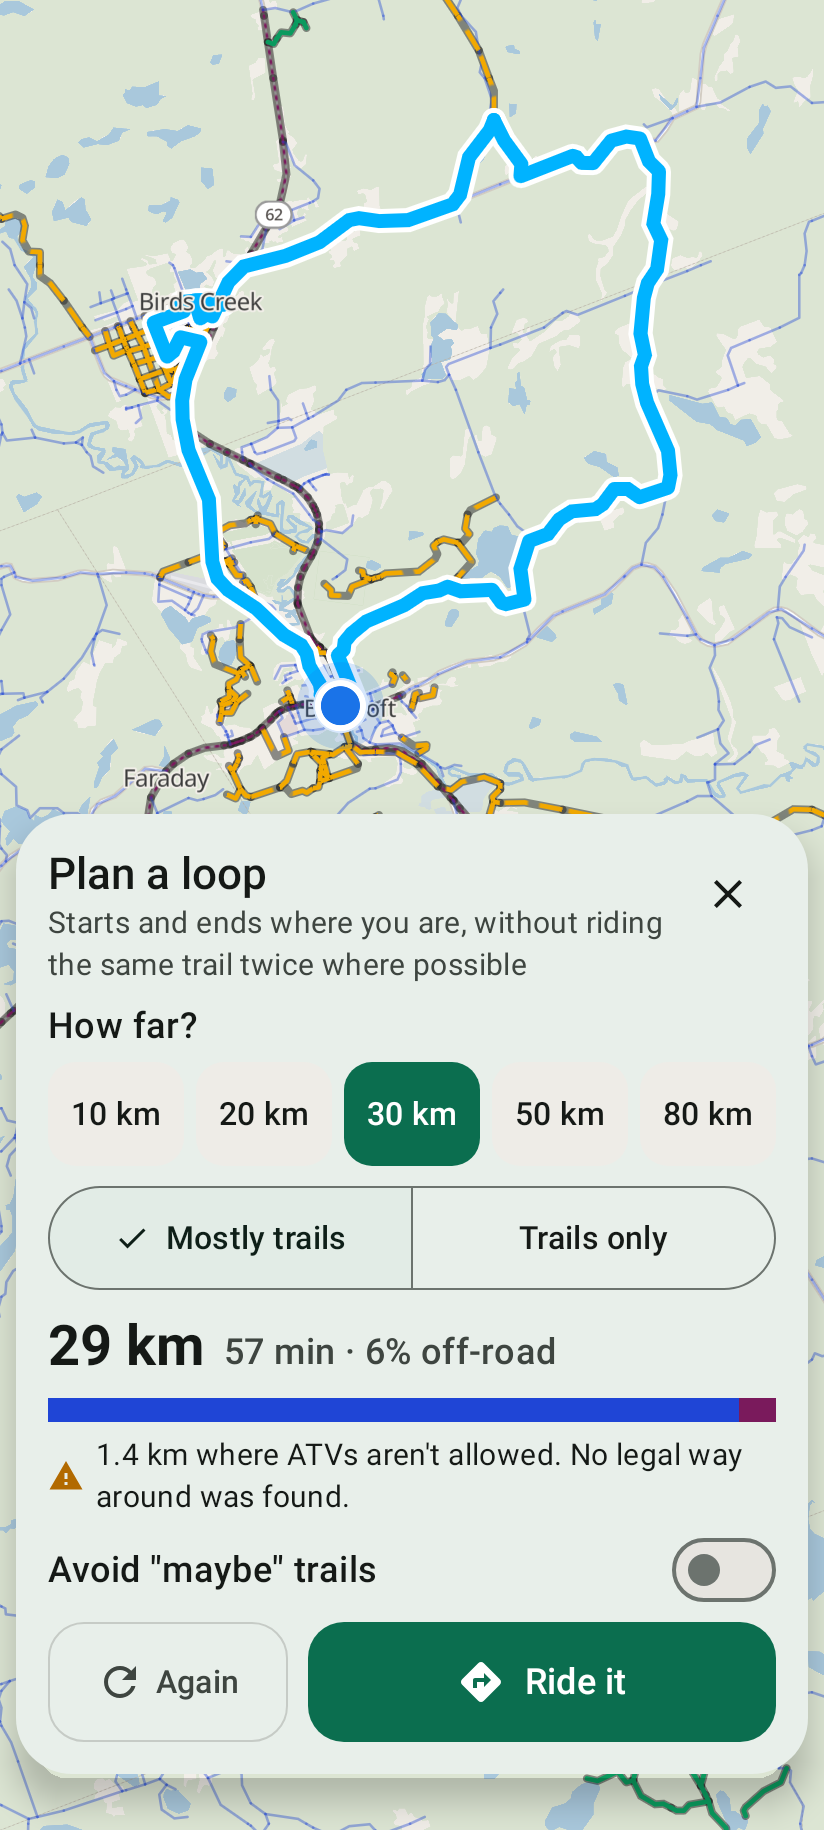 62
Birds Creek
Faraday
Plan a loop
Starts and ends where you are, without riding
the same trail twice where possible
How far?
10 km
20 km
30 km
50 km
80 km
Mostly trails
Trails only
29 km 57 min · 6% off-road
1.4 km where ATVs aren't allowed. No legal way
around was found.
Avoid "maybe" trails
Again
Ride it